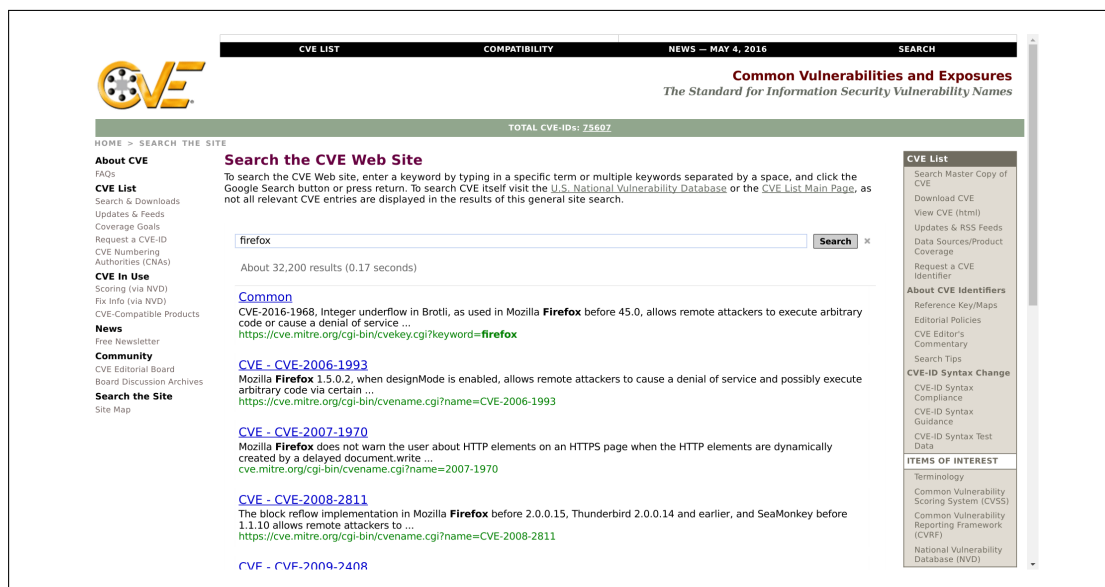 CVE LIST COMPATIBILITY NEWS — MAY 4, 2016 SEARCH
CVE
Common Vulnerabilities and Exposures
The Standard for Information Security Vulnerability Names
TOTAL CVE-IDs: 75607
HOME > SEARCH THE SITE
About CVE
FAQs
CVE List
Search & Downloads
Updates & Feeds
Coverage Goals
Request a CVE-ID
CVE Numbering
Authorities (CNAs)
CVE In Use
Scoring (via NVD)
Fix Info (via NVD)
CVE-Compatible Products
News
Free Newsletter
Community
CVE Editorial Board
Board Discussion Archives
Search the Site
Site Map
Search the CVE Web Site
To search the CVE Web site, enter a keyword by typing in a specific term or multiple keywords separated by a space, and click the
Google Search button or press return. To search CVE itself visit the U.S. National Vulnerability Database or the CVE List Main Page, as
not all relevant CVE entries are displayed in the results of this general site search.
firefox
Search ×
About 32,200 results (0.17 seconds)
Common
CVE-2016-1968, Integer underflow in Brotli, as used in Mozilla Firefox before 45.0, allows remote attackers to execute arbitrary
code or cause a denial of service ...
https://cve.mitre.org/cgi-bin/cvekey.cgi?keyword=firefox
CVE - CVE-2006-1993
Mozilla Firefox 1.5.0.2, when designMode is enabled, allows remote attackers to cause a denial of service and possibly execute
arbitrary code via certain ...
https://cve.mitre.org/cgi-bin/cvename.cgi?name=CVE-2006-1993
CVE - CVE-2007-1970
Mozilla Firefox does not warn the user about HTTP elements on an HTTPS page when the HTTP elements are dynamically
created by a delayed document.write ...
cve.mitre.org/cgi-bin/cvename.cgi?name=2007-1970
CVE - CVE-2008-2811
The block reflow implementation in Mozilla Firefox before 2.0.0.15, Thunderbird 2.0.0.14 and earlier, and SeaMonkey before
1.1.10 allows remote attackers to ...
https://cve.mitre.org/cgi-bin/cvename.cgi?name=CVE-2008-2811
CVE - CVE-2009-2408
CVE List
Search Master Copy of
CVE
Download CVE
View CVE (html)
Updates & RSS Feeds
Data Sources/Product
Coverage
Request a CVE
Identifier
About CVE Identifiers
Reference Key/Maps
Editorial Policies
CVE Editor's
Commentary
Search Tips
CVE-ID Syntax Change
CVE-ID Syntax
Compliance
CVE-ID Syntax
Guidance
CVE-ID Syntax Test
Data
ITEMS OF INTEREST
Terminology
Common Vulnerability
Scoring System (CVSS)
Common Vulnerability
Reporting Framework
(CVRF)
National Vulnerability
Database (NVD)